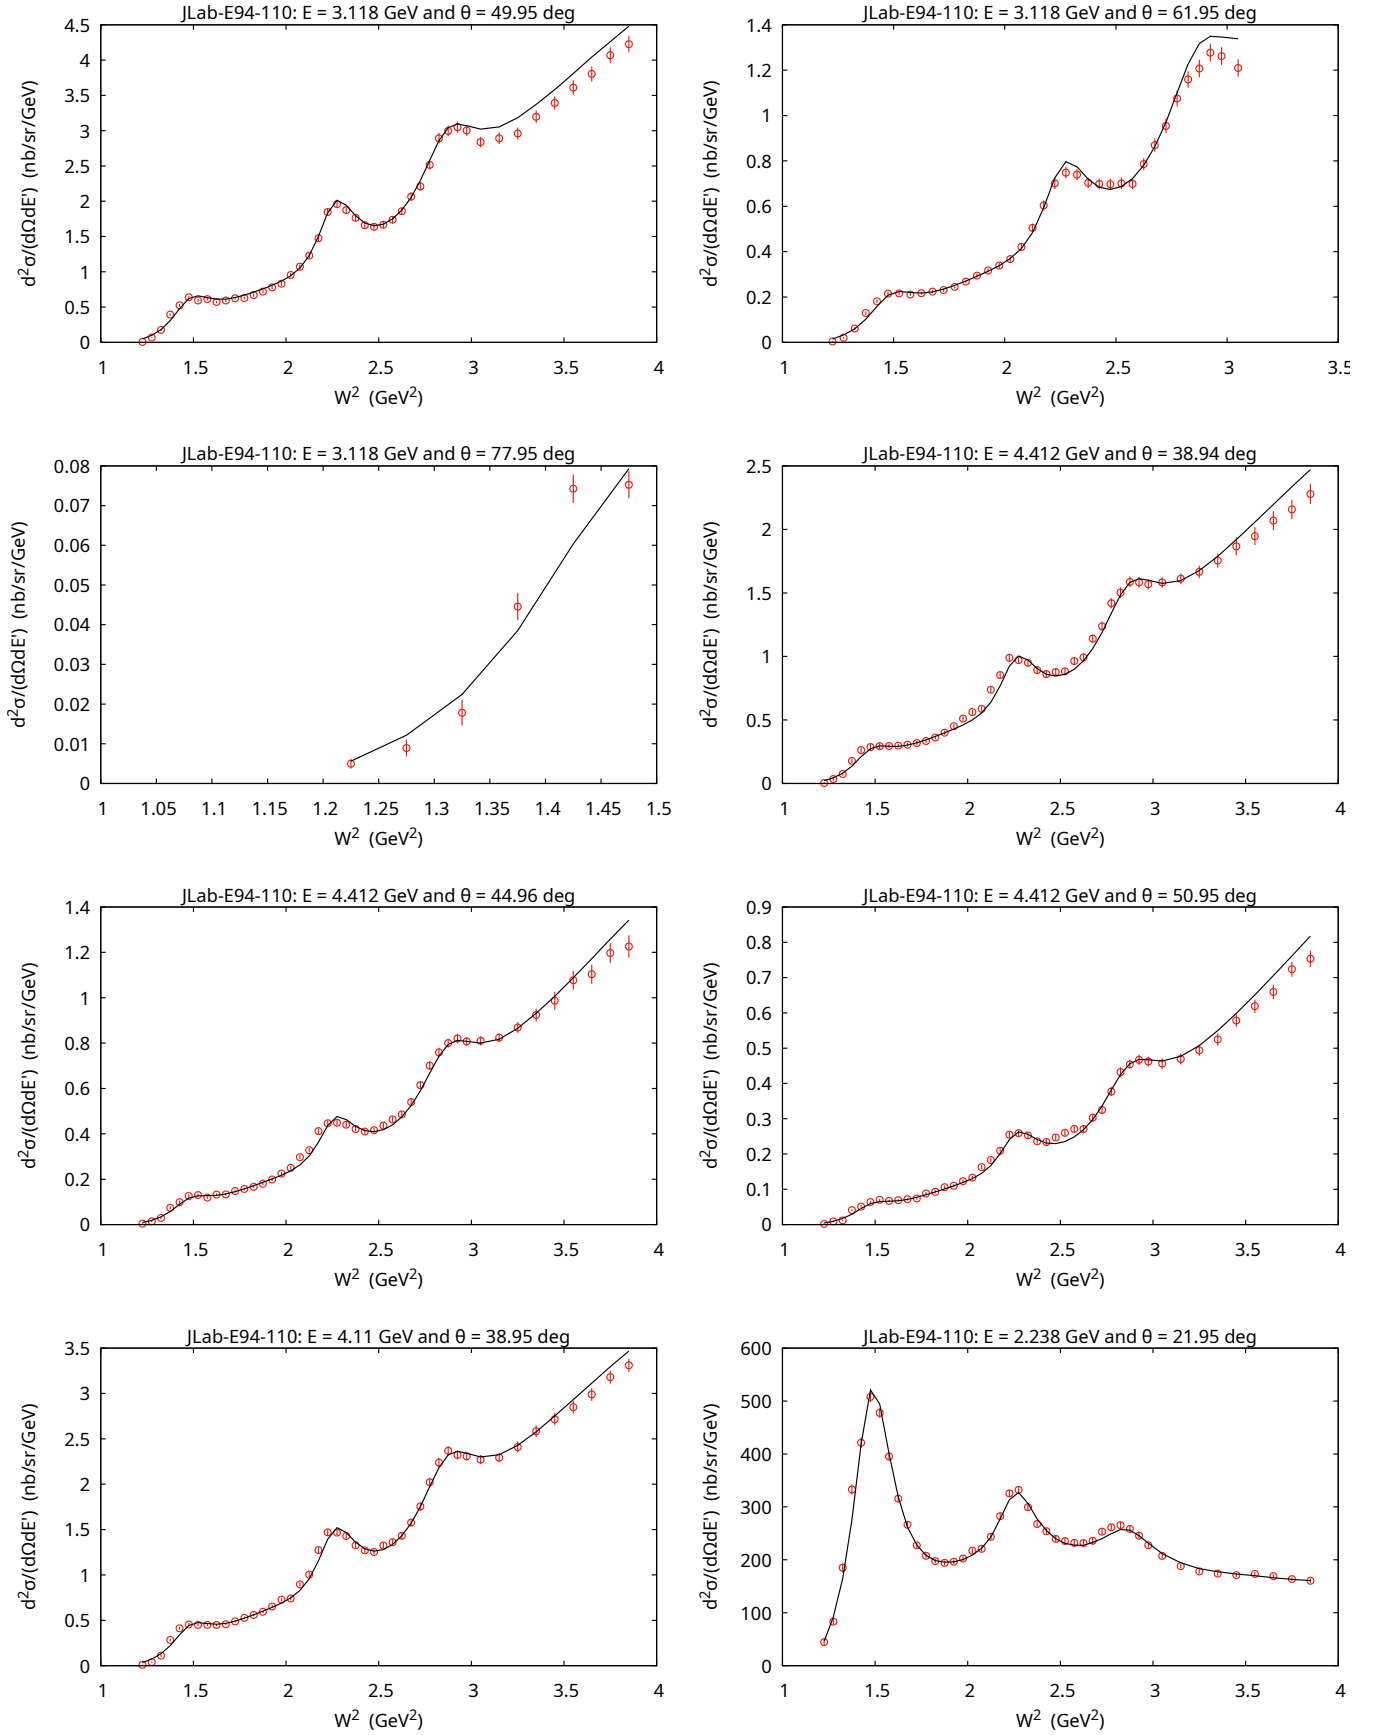 JLab-E94-110: E = 3.118 GeV and θ = 49.95 deg
d²σ/(dΩdE') (nb/sr/GeV)
4.5
4
3.5
3
2.5
2
1.5
1
0.5
0
1 1.5 2 2.5 3 3.5 4
W² (GeV²)
JLab-E94-110: E = 3.118 GeV and θ = 61.95 deg
d²σ/(dΩdE') (nb/sr/GeV)
1.4
1.2
1
0.8
0.6
0.4
0.2
0
1 1.5 2 2.5 3 3.5
W² (GeV²)
JLab-E94-110: E = 3.118 GeV and θ = 77.95 deg
d²σ/(dΩdE') (nb/sr/GeV)
0.08
0.07
0.06
0.05
0.04
0.03
0.02
0.01
0
1 1.05 1.1 1.15 1.2 1.25 1.3 1.35 1.4 1.45 1.5
W² (GeV²)
JLab-E94-110: E = 4.412 GeV and θ = 38.94 deg
d²σ/(dΩdE') (nb/sr/GeV)
2.5
2
1.5
1
0.5
0
1 1.5 2 2.5 3 3.5 4
W² (GeV²)
JLab-E94-110: E = 4.412 GeV and θ = 44.96 deg
d²σ/(dΩdE') (nb/sr/GeV)
1.4
1.2
1
0.8
0.6
0.4
0.2
0
1 1.5 2 2.5 3 3.5 4
W² (GeV²)
JLab-E94-110: E = 4.412 GeV and θ = 50.95 deg
d²σ/(dΩdE') (nb/sr/GeV)
0.9
0.8
0.7
0.6
0.5
0.4
0.3
0.2
0.1
0
1 1.5 2 2.5 3 3.5 4
W² (GeV²)
JLab-E94-110: E = 4.11 GeV and θ = 38.95 deg
d²σ/(dΩdE') (nb/sr/GeV)
3.5
3
2.5
2
1.5
1
0.5
0
1 1.5 2 2.5 3 3.5 4
W² (GeV²)
JLab-E94-110: E = 2.238 GeV and θ = 21.95 deg
d²σ/(dΩdE') (nb/sr/GeV)
600
500
400
300
200
100
0
1 1.5 2 2.5 3 3.5 4
W² (GeV²)